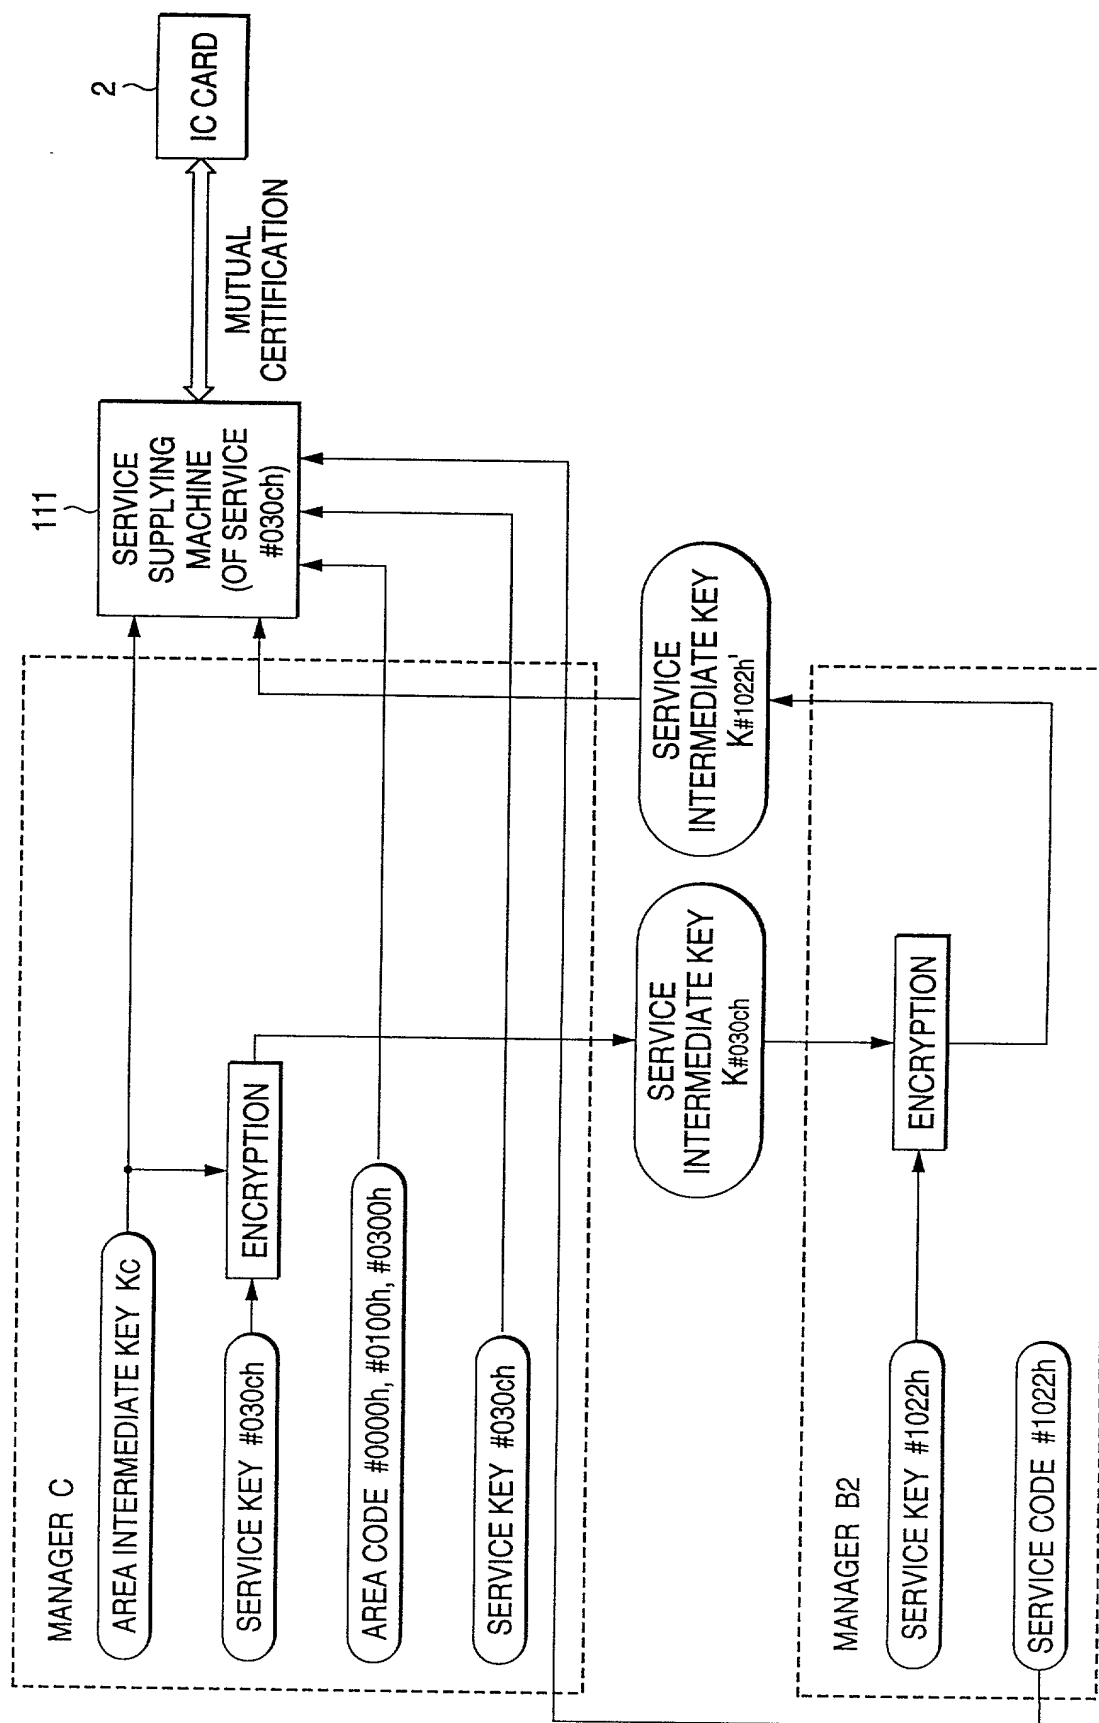 MANAGER C
AREA INTERMEDIATE KEY Kc
SERVICE KEY #030ch
ENCRYPTION
AREA CODE #0000h, #0100h, #0300h
SERVICE KEY #030ch
111
SERVICE
SUPPLYING
MACHINE
(OF SERVICE
#030ch)
MUTUAL
CERTIFICATION
2
IC CARD
SERVICE
INTERMEDIATE KEY
K#030ch
SERVICE
INTERMEDIATE KEY
K#1022h'
MANAGER B2
SERVICE KEY #1022h
ENCRYPTION
SERVICE CODE #1022h